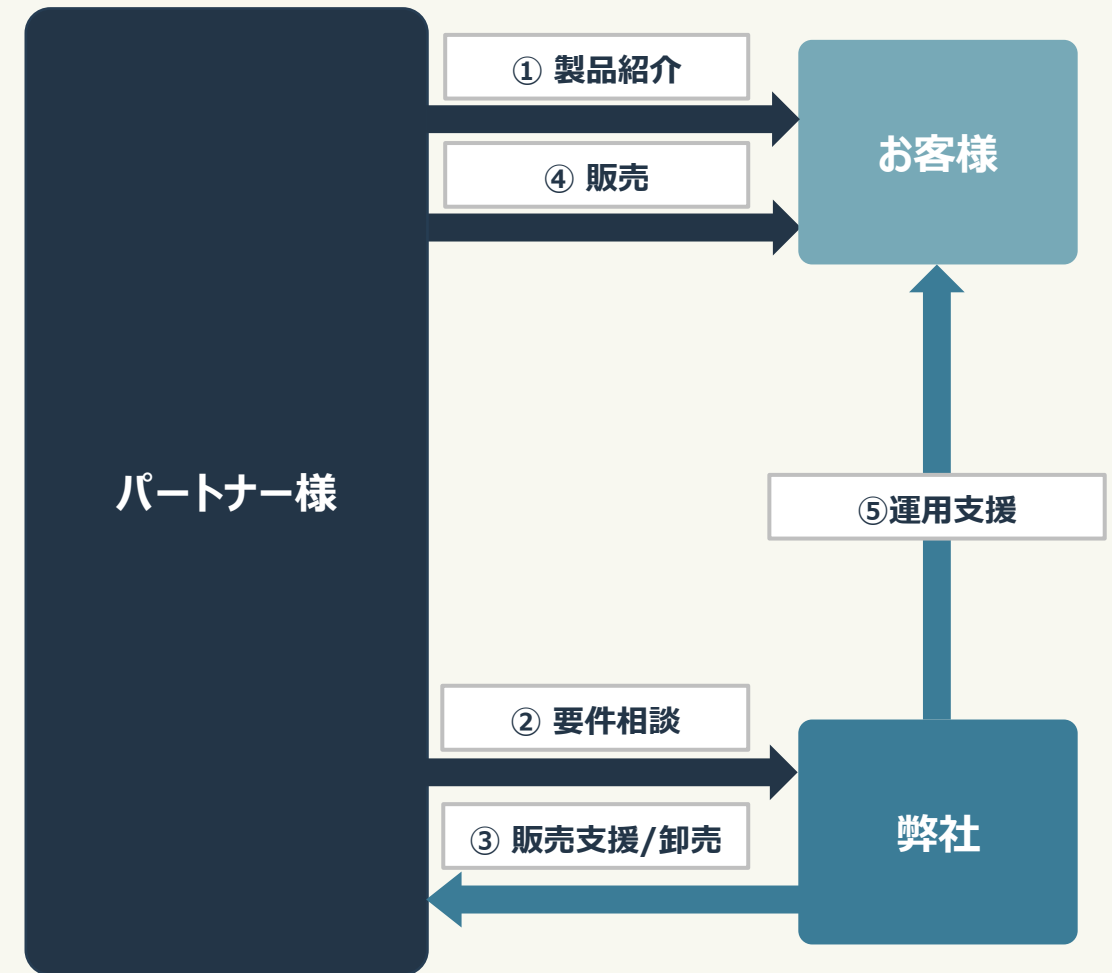 ① 製品紹介
お客様
④ 販売
パートナー様
⑤運用支援
② 要件相談
③ 販売支援/卸売
弊社